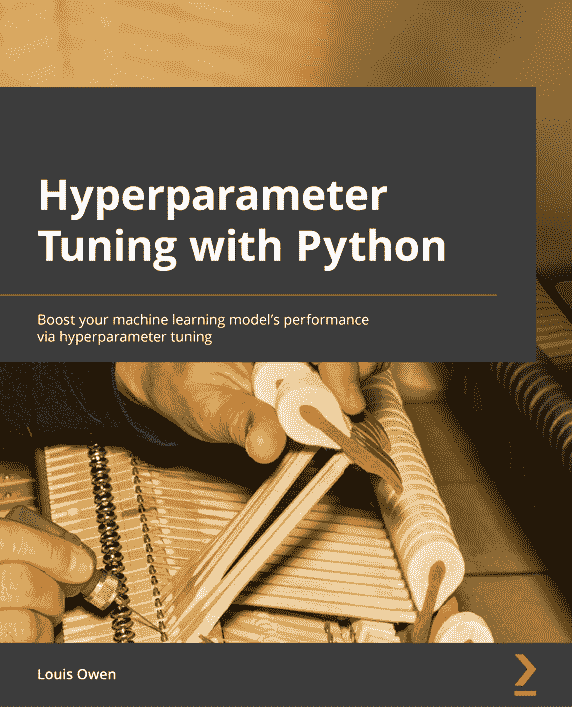 Hyperparameter
Tuning with Python
Boost your machine learning model's performance
via hyperparameter tuning
Louis Owen